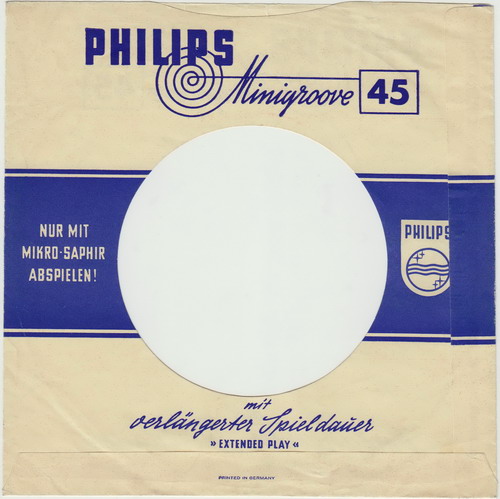 PHILIPS
Minigroove 45
NUR MIT
MIKRO-SAPHIR
ABSPIELEN!
PHILIPS
mit
verlängerter Spieldauer
» EXTENDED PLAY «
PRINTED IN GERMANY